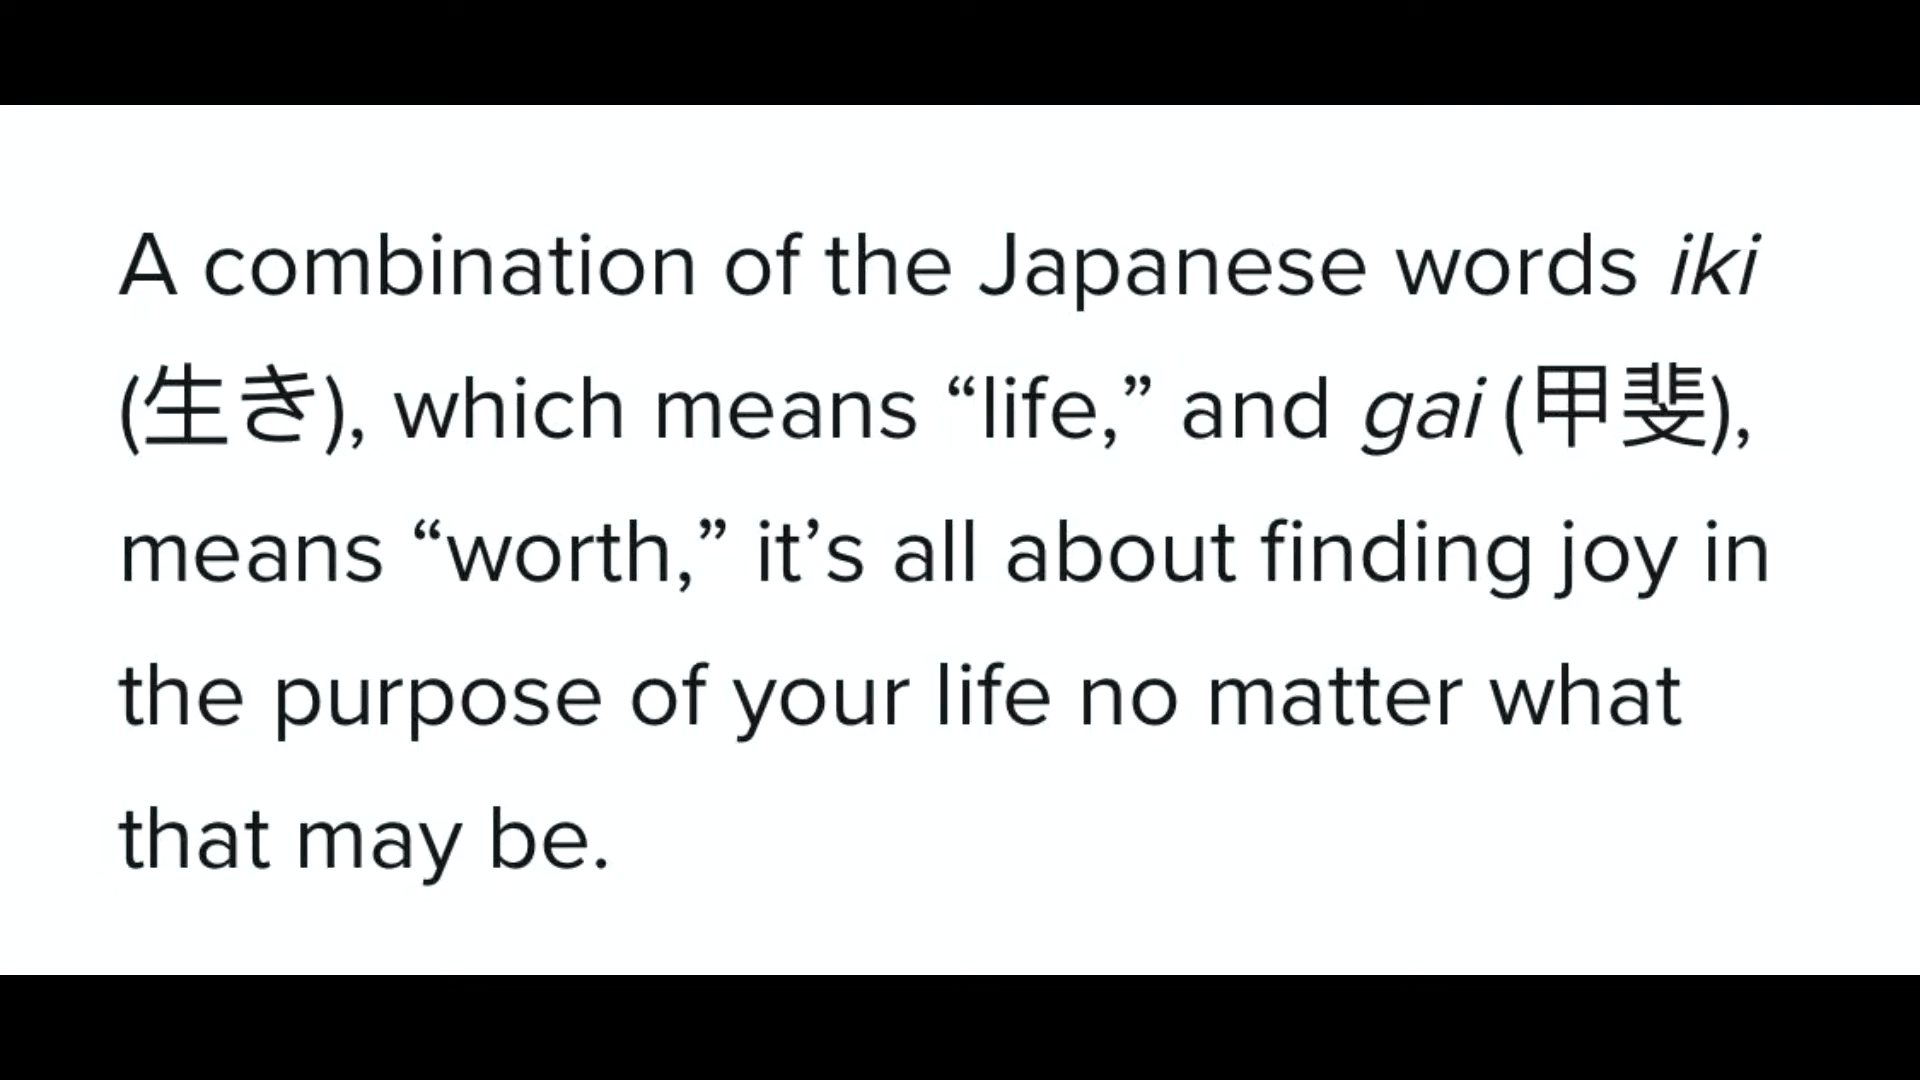 A combination of the Japanese words iki
(生き), which means “life,” and gai (甲斐),
means “worth,” it’s all about finding joy in
the purpose of your life no matter what
that may be.